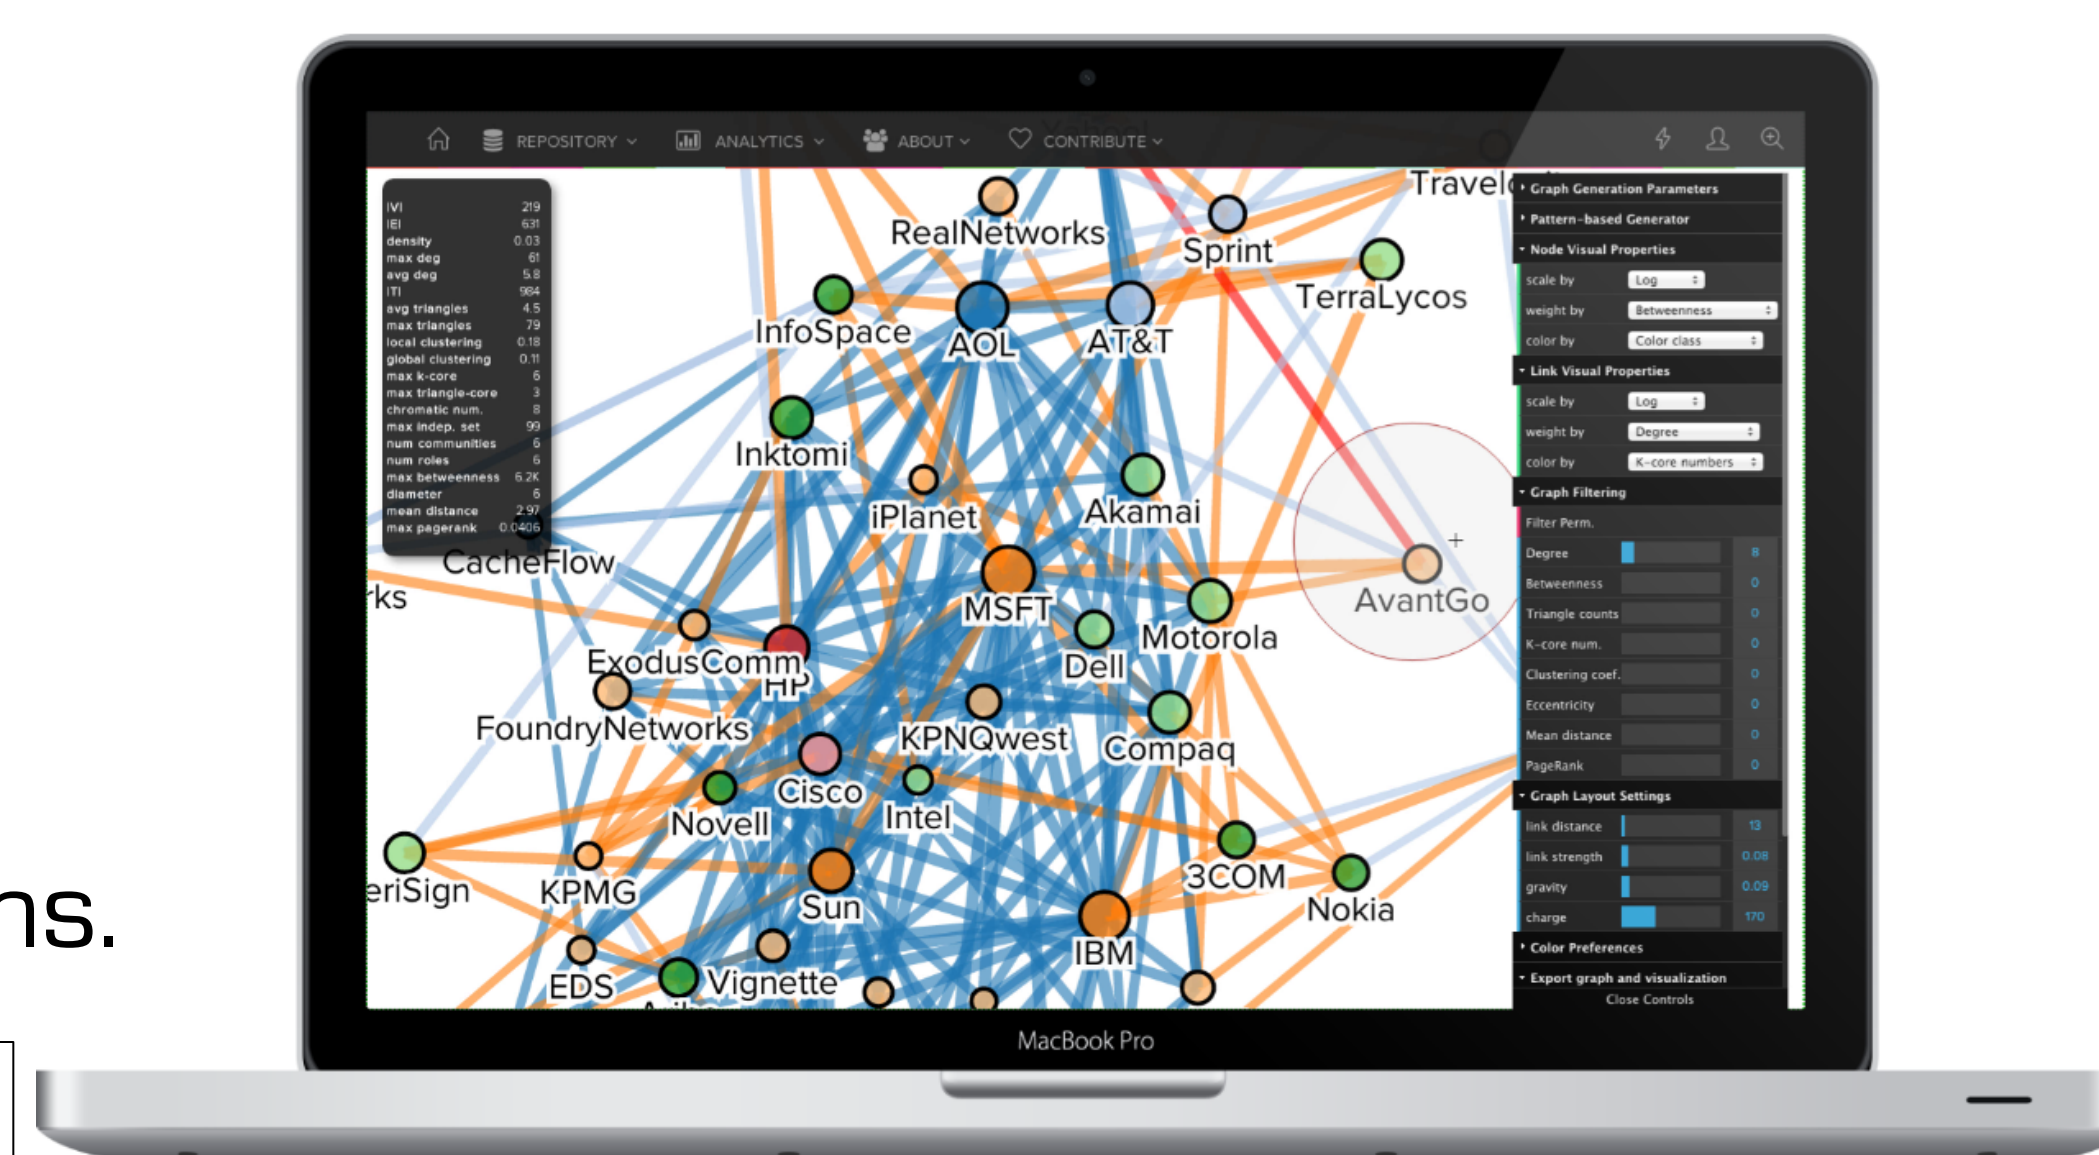 REPOSITORY ANALYTICS ABOUT CONTRIBUTE
|V| 219
|E| 631
density 0.03
max deg 61
avg deg 5.8
|T| 984
avg triangles 4.5
max triangles 79
local clustering 0.18
global clustering 0.11
max k-core 6
max triangle-core 3
chromatic num. 8
max indep. set 99
num communities 6
num roles 6
max betweenness 6.2K
diameter 6
mean distance 2.97
max pagerank 0.0406
RealNetworks
Sprint
TerraLycos
InfoSpace
AOL
AT&T
Inktomi
iPlanet
Akamai
CacheFlow
rks
MSFT
AvantGo
Motorola
Dell
ExodusComm
HP
FoundryNetworks
KPNQwest
Compaq
Cisco
Novell
Intel
eriSign
KPMG
Sun
3COM
Nokia
IBM
EDS
Vignette
Graph Generation Parameters
Pattern-based Generator
Node Visual Properties
scale by Log
weight by Betweenness
color by Color class
Link Visual Properties
scale by Log
weight by Degree
color by K-core numbers
Graph Filtering
Filter Perm.
Degree 8
Betweenness 0
Triangle counts 0
K-core num. 0
Clustering coef. 0
Eccentricity 0
Mean distance 0
PageRank 0
Graph Layout Settings
link distance 13
link strength 0.08
gravity 0.09
charge 170
Color Preferences
Export graph and visualization
Close Controls
MacBook Pro
ns.